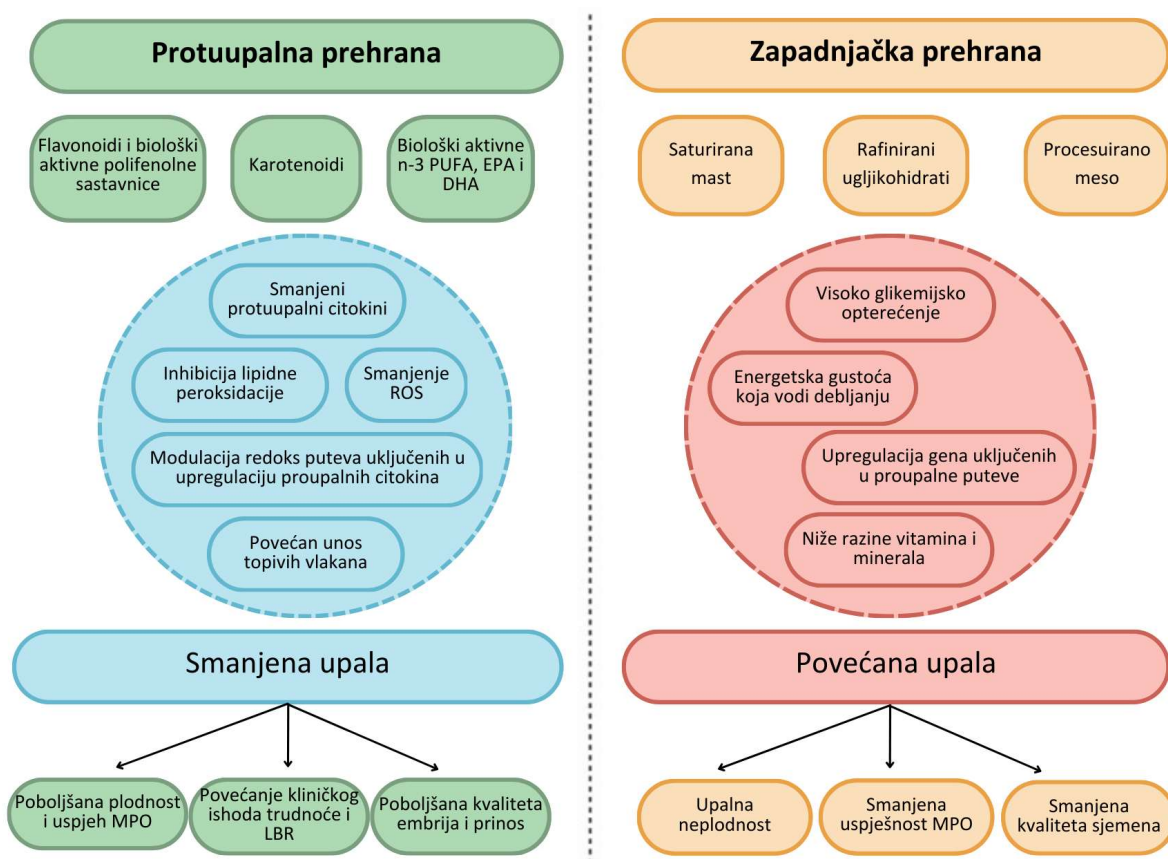 Protuupalna prehrana
Flavonoidi i biološki
aktivne polifenolne
sastavnice
Karotenoidi
Biološki aktivne
n-3 PUFA, EPA i
DHA
Smanjeni
protuupalni citokini
Inhibicija lipidne
peroksidacije
Smanjenje
ROS
Modulacija redoks puteva uključenih u
upregulaciju proupalnih citokina
Povećan unos
topivih vlakana
Smanjena upala
Poboljšana plodnost
i uspjeh MPO
Povećanje kliničkog
ishoda trudnoće i
LBR
Poboljšana kvaliteta
embrija i prinos
Zapadnjačka prehrana
Saturirana
mast
Rafinirani
ugljikohidrati
Procesuirano
meso
Visoko glikemijsko
opterećenje
Energetska gustoća
koja vodi debljanju
Upregulacija gena uključenih
u proupalne puteve
Niže razine vitamina i
minerala
Povećana upala
Upalna
neplodnost
Smanjena
uspješnost MPO
Smanjena
kvaliteta sjemena